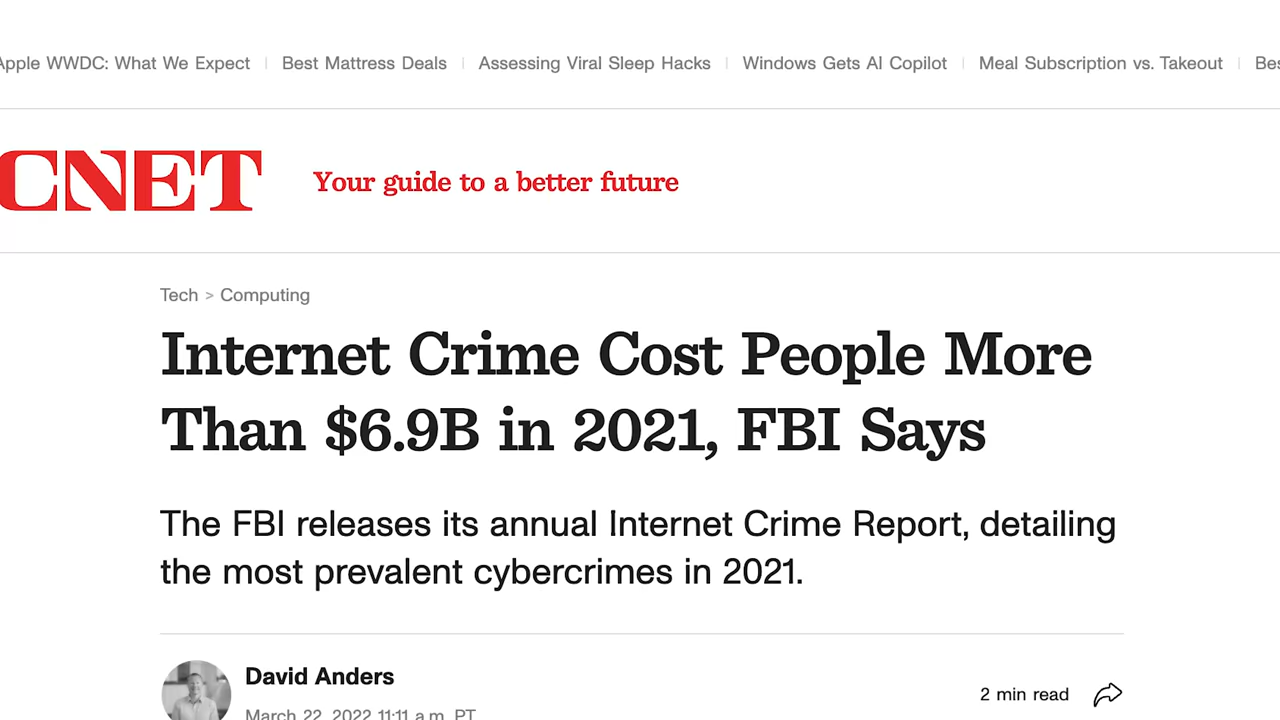 Apple WWDC: What We Expect | Best Mattress Deals | Assessing Viral Sleep Hacks | Windows Gets AI Copilot | Meal Subscription vs. Takeout |
CNET Your guide to a better future
Tech > Computing
Internet Crime Cost People More
Than $6.9B in 2021, FBI Says
The FBI releases its annual Internet Crime Report, detailing
the most prevalent cybercrimes in 2021.
David Anders
2 min read
March 22, 2022 11:11 a.m. PT